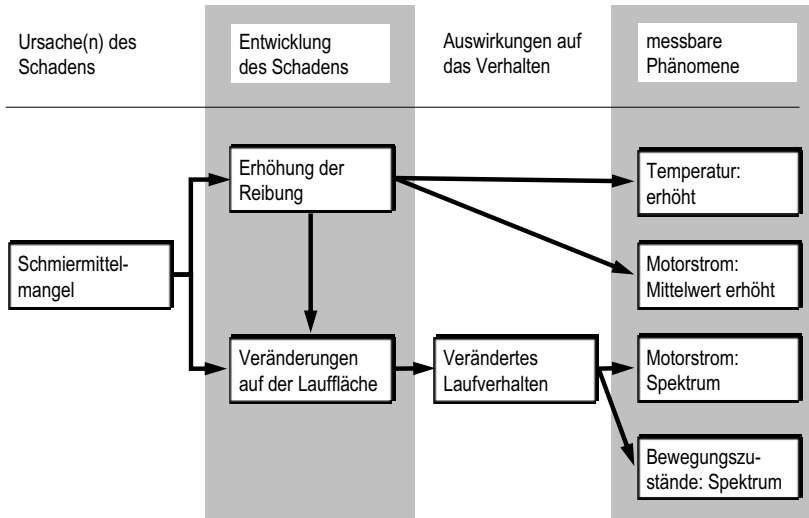 Ursache(n) des
Schadens
Entwicklung
des Schadens
Auswirkungen auf
das Verhalten
messbare
Phänomene
Erhöhung der
Reibung
Temperatur:
erhöht
Schmiermittel-
mangel
Motorstrom:
Mittelwert erhöht
Veränderungen
auf der Lauffläche
Verändertes
Laufverhalten
Motorstrom:
Spektrum
Bewegungszu-
stände: Spektrum